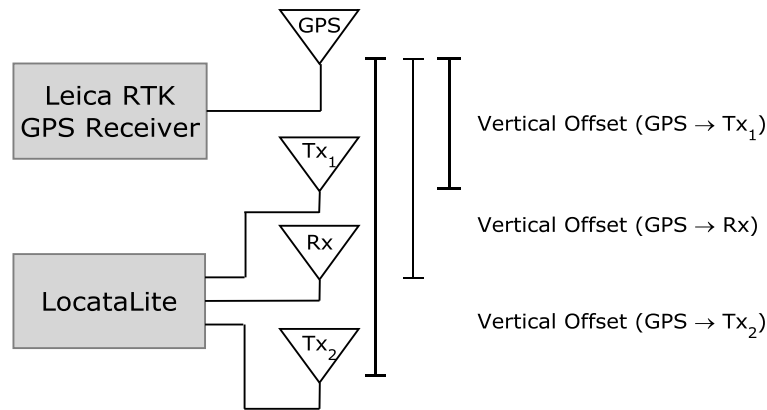 GPS
Leica RTK
GPS Receiver
Vertical Offset (GPS → Tx₁)
Tx₁
Vertical Offset (GPS → Rx)
Rx
LocataLite
Vertical Offset (GPS → Tx₂)
Tx₂